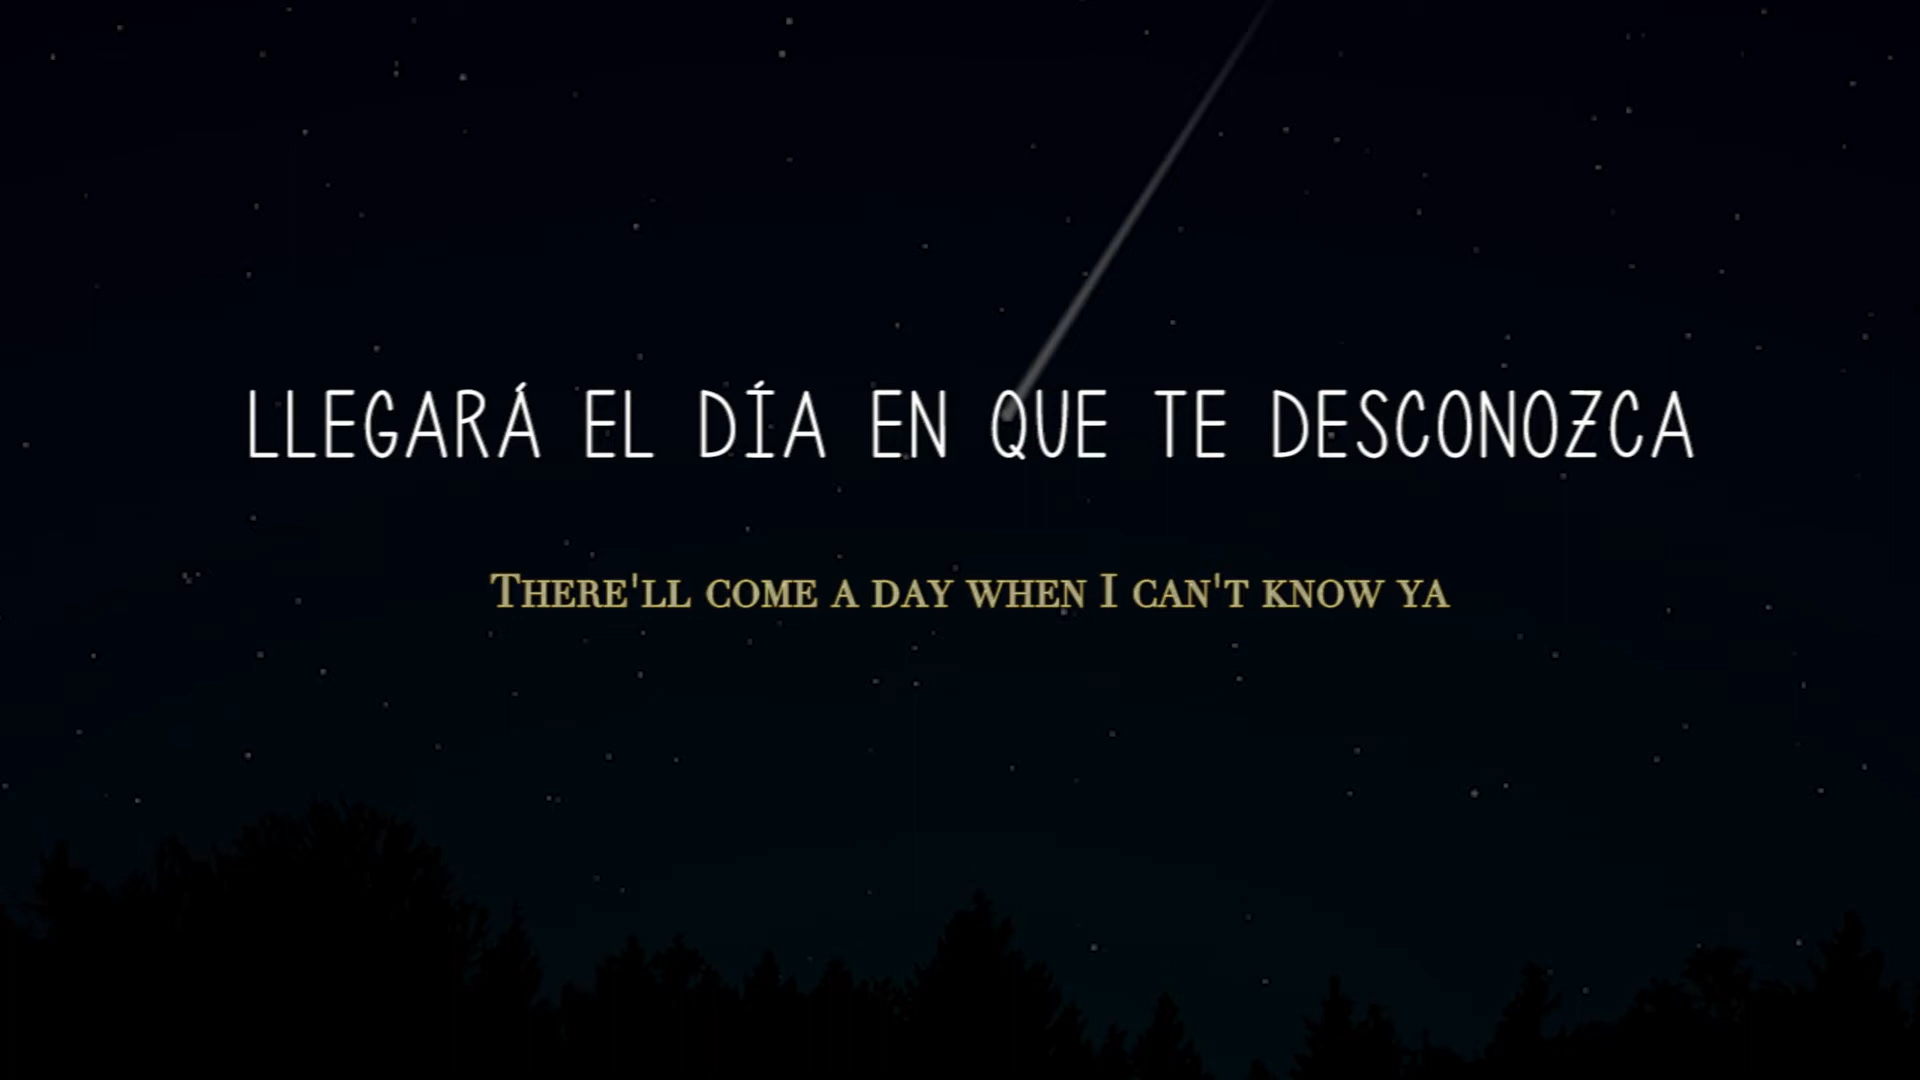 LLEGARÁ EL DÍA EN QUE TE DESCONOZCA
There'll come a day when I can't know ya